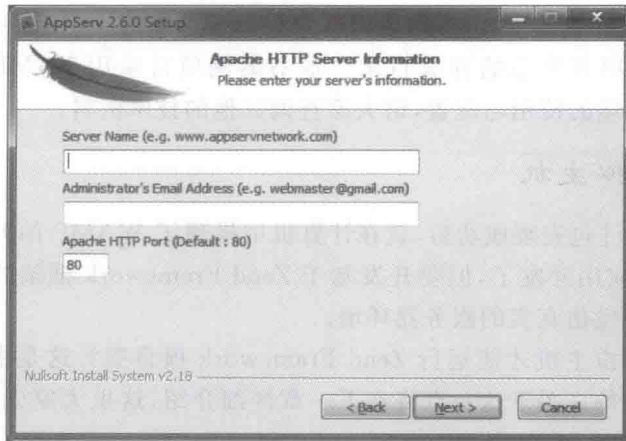 AppServ 2.6.0 Setup
Apache HTTP Server Information
Please enter your server's information.
Server Name (e.g. www.appservnetwork.com)
Administrator's Email Address (e.g. webmaster@gmail.com)
Apache HTTP Port (Default : 80)
80
Nullsoft Install System v2.18
< Back
Next >
Cancel